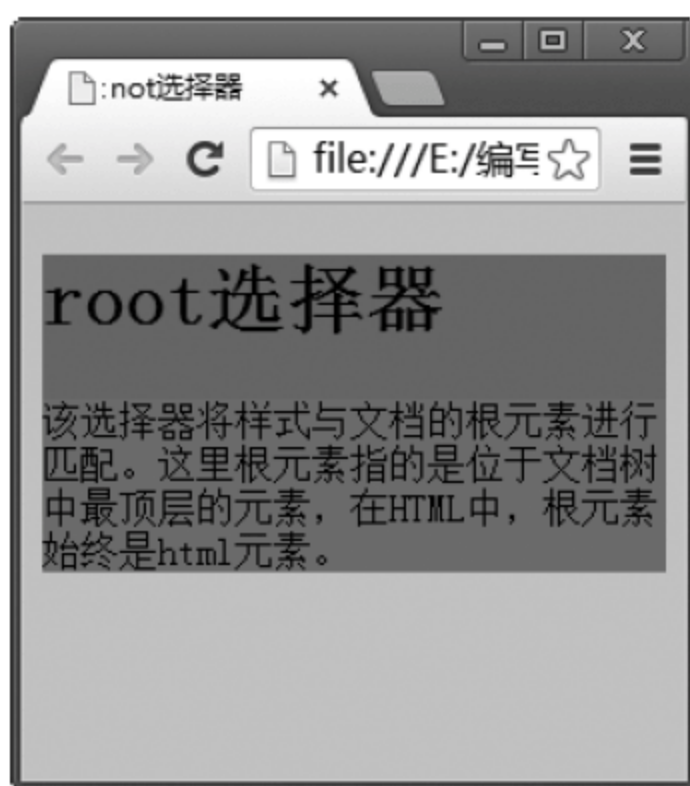 :not选择器
file:///E:/编写
root选择器
该选择器将样式与文档的根元素进行
匹配。这里根元素指的是位于文档树
中最顶层的元素，在HTML中，根元素
始终是html元素。